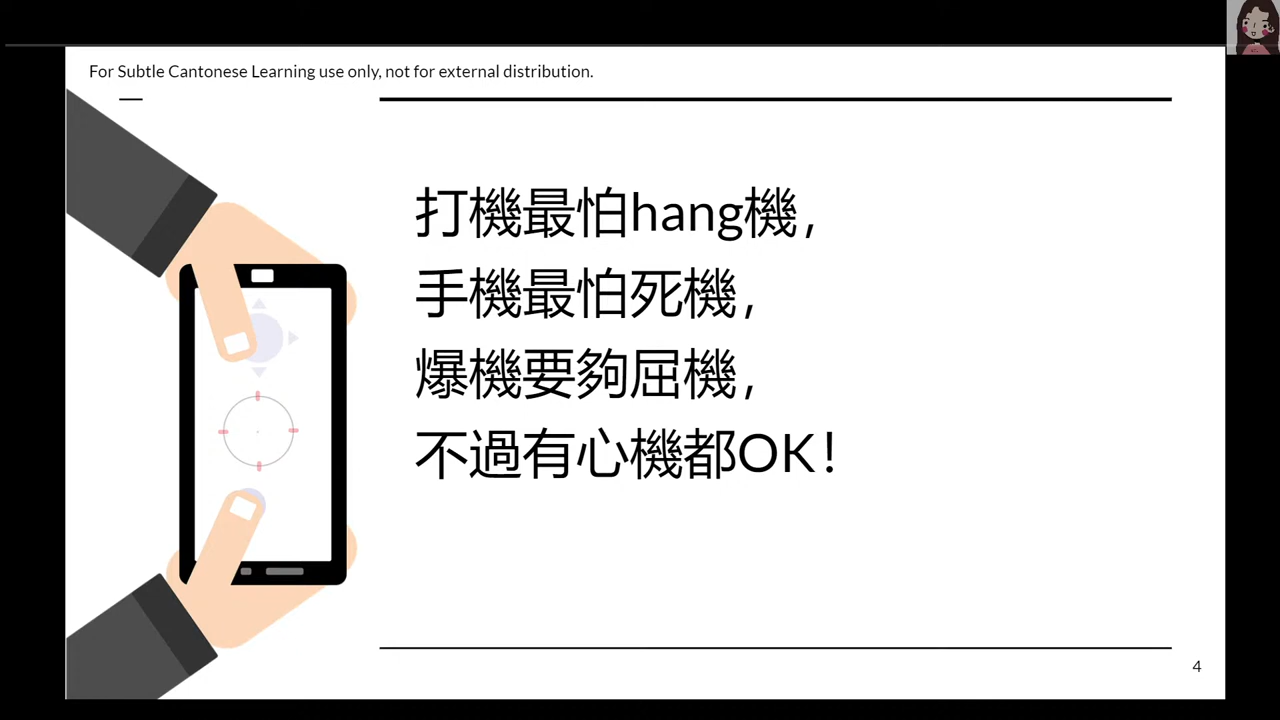 For Subtle Cantonese Learning use only, not for external distribution.
打機最怕hang機，
手機最怕死機，
爆機要夠屈機，
不過有心機都OK！
4